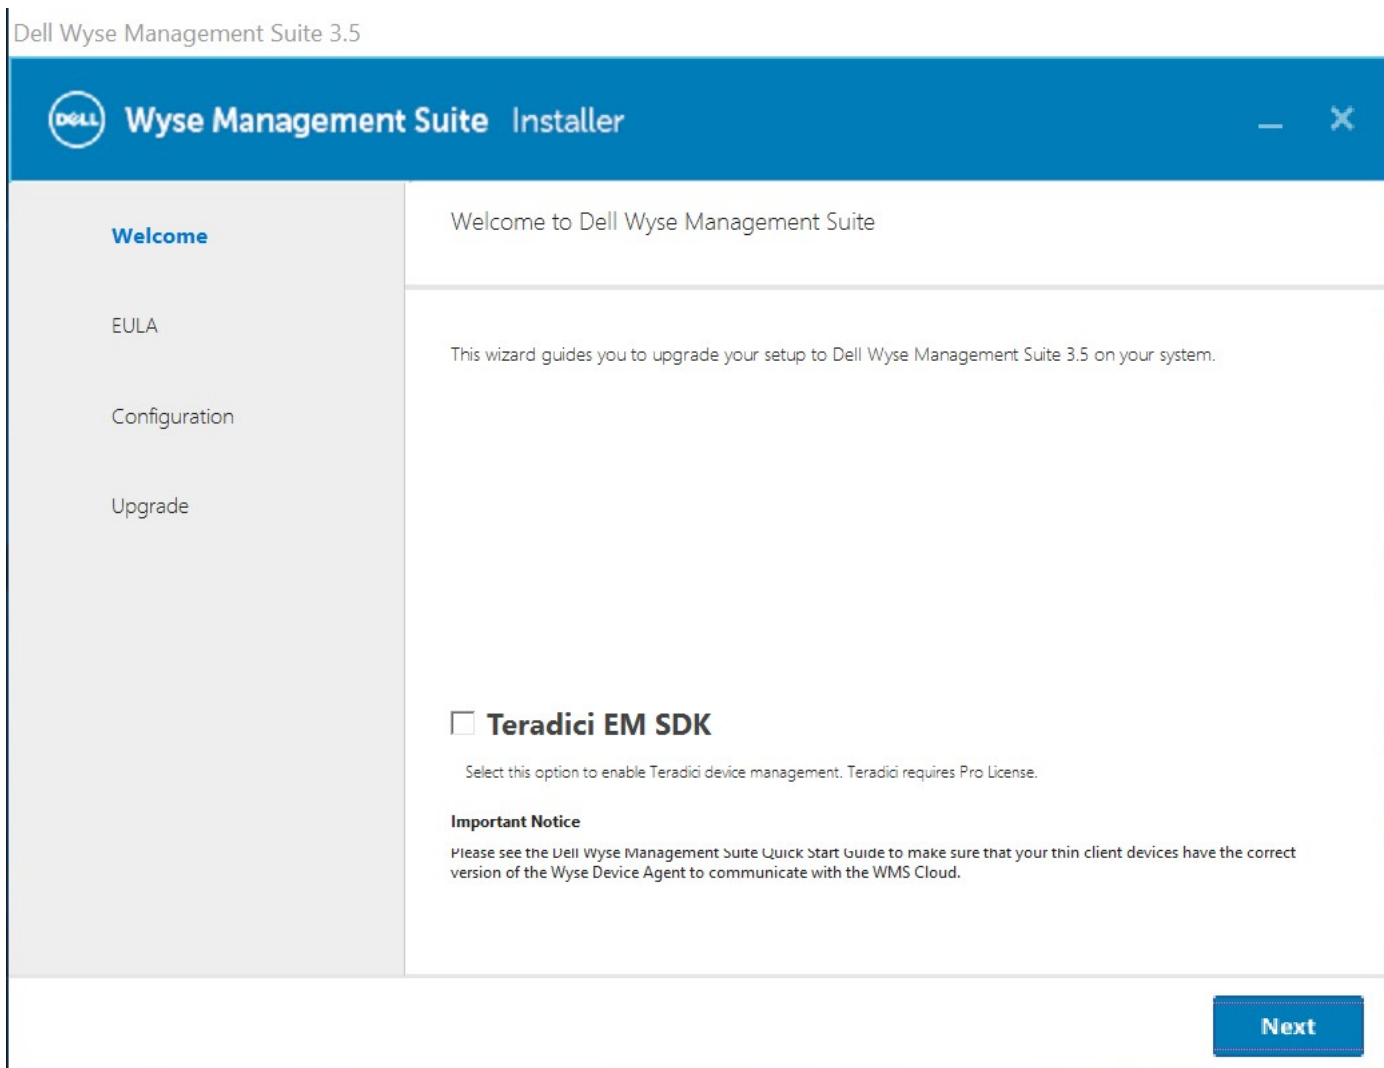 Dell Wyse Management Suite 3.5
DELL Wyse Management Suite Installer
Welcome
EULA
Configuration
Upgrade
Welcome to Dell Wyse Management Suite
This wizard guides you to upgrade your setup to Dell Wyse Management Suite 3.5 on your system.
Teradici EM SDK
Select this option to enable Teradici device management. Teradici requires Pro License.
Important Notice
Please see the Dell Wyse Management Suite Quick Start Guide to make sure that your thin client devices have the correct
version of the Wyse Device Agent to communicate with the WMS Cloud.
Next